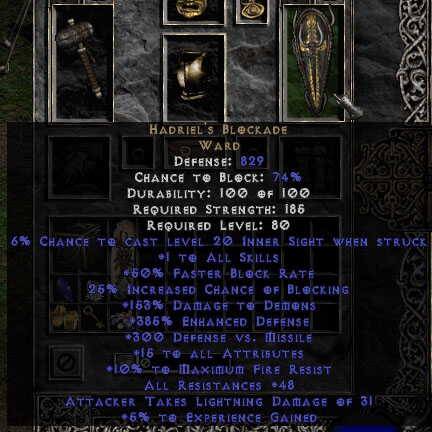 Hadriel's Blockade
Ward
Defense: 829
Chance to Block: 74%
Durability: 100 of 100
Required Strength: 185
Required Level: 80
6% Chance to cast level 20 Inner Sight when struck
+1 to All Skills
+50% Faster Block Rate
25% Increased Chance of Blocking
+153% Damage to Demons
+385% Enhanced Defense
+300 Defense vs. Missile
+15 to all Attributes
+10% to Maximum Fire Resist
All Resistances +48
Attacker Takes Lightning Damage of 31
+5% to Experience Gained